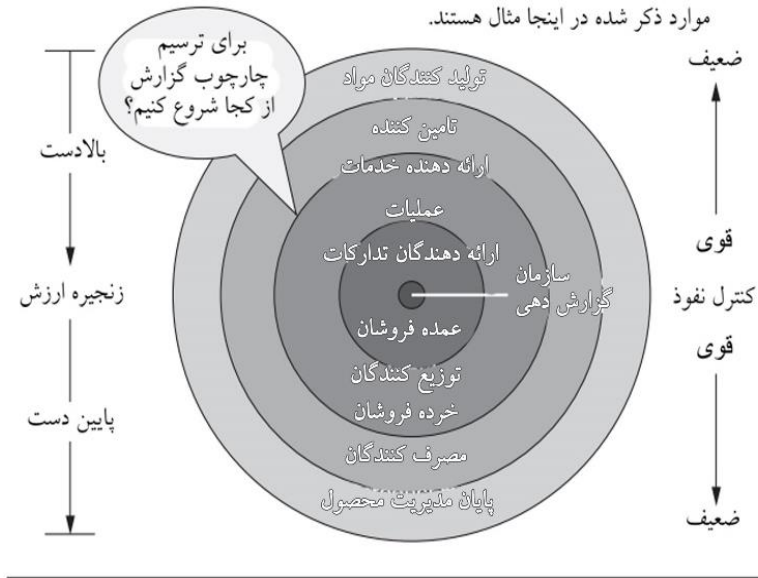 موارد ذکر شده در اینجا مثال هستند.
برای ترسیم
چارچوب گزارش
از کجا شروع کنیم؟
ضعیف
قوی
کنترل نفوذ
قوی
ضعیف
تولید کنندگان مواد
تامین کننده
ارائه دهنده خدمات
عملیات
ارائه دهندگان تدارکات
سازمان
گزارش دهی
عمده فروشان
توزیع کنندگان
خرده فروشان
مصرف کنندگان
پایان مدیریت محصول
بالادست
زنجیره ارزش
پایین دست